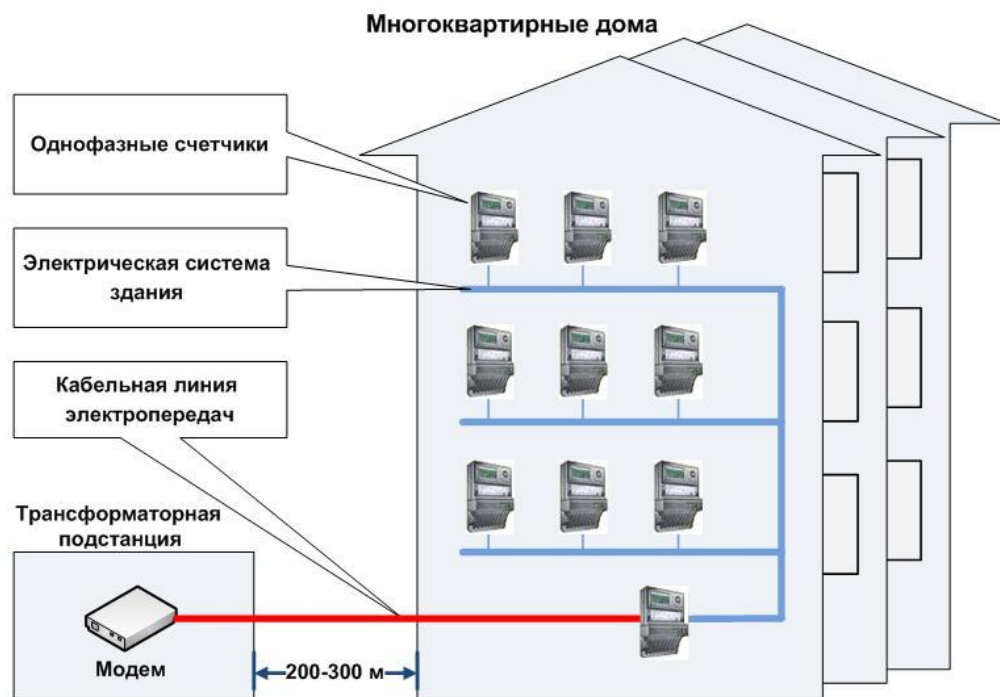 Многоквартирные дома
Однофазные счетчики
Электрическая система
здания
Кабельная линия
электропередач
Трансформаторная
подстанция
Модем
200-300 м